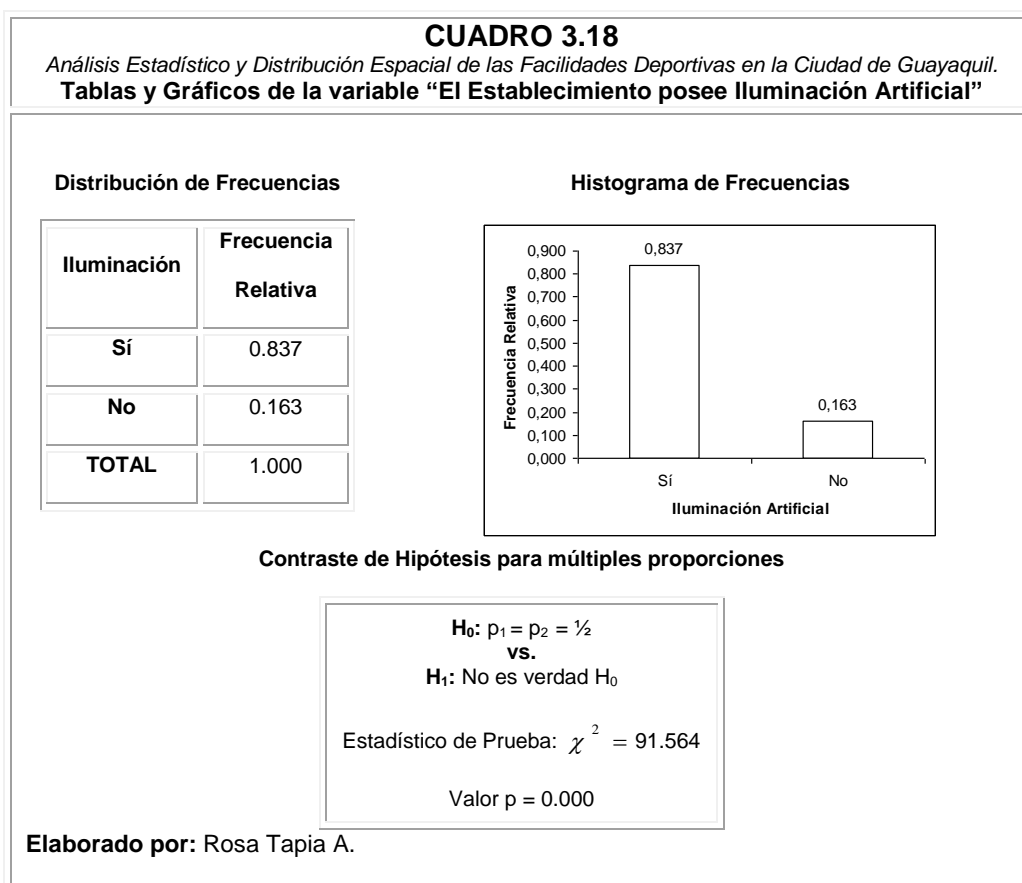 CUADRO 3.18
Análisis Estadístico y Distribución Espacial de las Facilidades Deportivas en la Ciudad de Guayaquil.
Tablas y Gráficos de la variable “El Establecimiento posee Iluminación Artificial”
Distribución de Frecuencias
Iluminación
Frecuencia
Relativa
Sí 0.837
No 0.163
TOTAL 1.000
Histograma de Frecuencias
Frecuencia Relativa
0,900
0,800
0,700
0,600
0,500
0,400
0,300
0,200
0,100
0,000
0,837
0,163
Sí No
Iluminación Artificial
Contraste de Hipótesis para múltiples proporciones
H₀: p₁ = p₂ = ½
vs.
H₁: No es verdad H₀
Estadístico de Prueba: χ² = 91.564
Valor p = 0.000
Elaborado por: Rosa Tapia A.